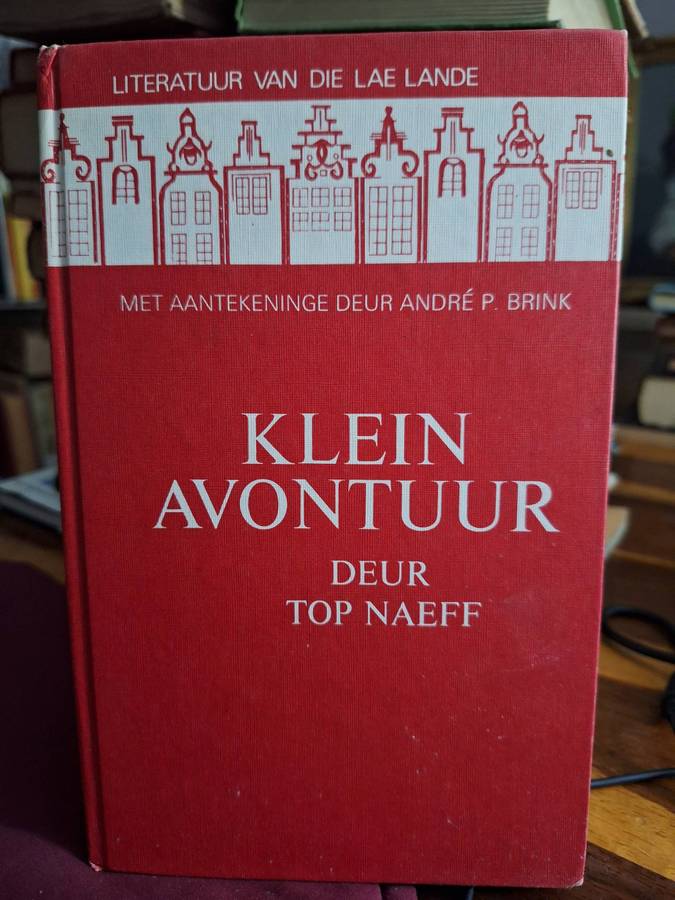 LITERATUUR VAN DIE LAE LANDE
MET AANTEKENINGE DEUR ANDRÉ P. BRINK
KLEIN
AVONTUUR
DEUR
TOP NAEFF